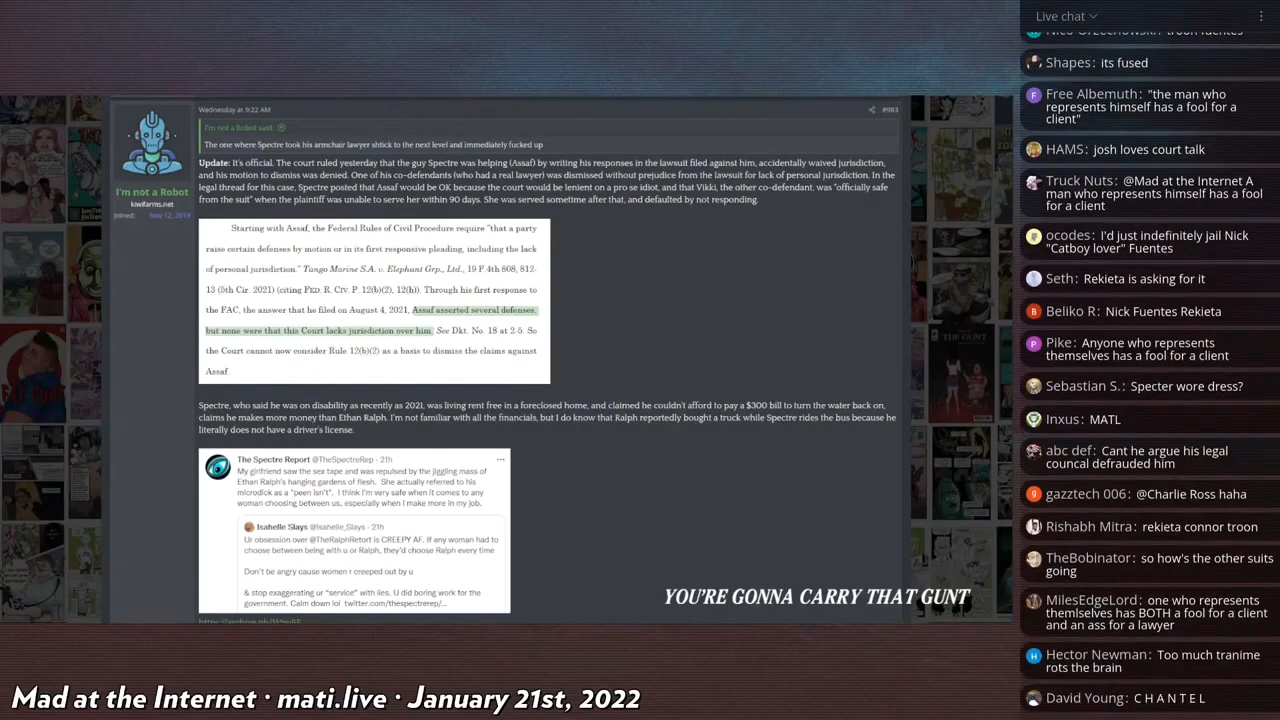 Wednesday at 9:22 AM
#983
I'm not a Robot said:
The one where Spectre took his armchair lawyer shtick to the next level and immediately fucked up
I'm not a Robot
kiwifarms.net
Joined: Nov 12, 2019
Update: It's official. The court ruled yesterday that the guy Spectre was helping (Assaf) by writing his responses in the lawsuit filed against him, accidentally waived jurisdiction,
and his motion to dismiss was denied. One of his co-defendants (who had a real lawyer) was dismissed without prejudice from the lawsuit for lack of personal jurisdiction. In the
legal thread for this case, Spectre posted that Assaf would be OK because the court would be lenient on a pro se idiot, and that Vikki, the other co-defendant, was "officially safe
from the suit" when the plaintiff was unable to serve her within 90 days. She was served sometime after that, and defaulted by not responding.
Starting with Assaf, the Federal Rules of Civil Procedure require "that a party
raise certain defenses by motion or in its first responsive pleading, including the lack
of personal jurisdiction." Tango Marine S.A. v. Elephant Grp., Ltd., 19 F.4th 808, 812-
13 (5th Cir. 2021) (citing FED. R. CIV. P. 12(b)(2), 12(h)). Through his first response to
the FAC, the answer that he filed on August 4, 2021, Assaf asserted several defenses,
but none were that this Court lacks jurisdiction over him. See Dkt. No. 18 at 2-5. So
the Court cannot now consider Rule 12(b)(2) as a basis to dismiss the claims against
Assaf.
Spectre, who said he was on disability as recently as 2021, was living rent free in a foreclosed home, and claimed he couldn't afford to pay a $300 bill to turn the water back on,
claims he makes more money than Ethan Ralph. I'm not familiar with all the financials, but I do know that Ralph reportedly bought a truck while Spectre rides the bus because he
literally does not have a driver's license.
The Spectre Report @TheSpectreRep · 21h
My girlfriend saw the sex tape and was repulsed by the jiggling mass of
Ethan Ralph's hanging gardens of flesh. She actually referred to his
microdick as a "peen isn't". I think I'm very safe when it comes to any
woman choosing between us, especially when I make more in my job.
Isahelle Slays @Isahelle_Slays · 21h
Ur obsession over @TheRalphRetort is CREEPY AF. If any woman had to
choose between being with u or Ralph, they'd choose Ralph every time
Don't be angry cause women r creeped out by u
& stop exaggerating ur "service" with lies. U did boring work for the
government. Calm down lol twitter.com/thespectrerep/...
YOU'RE GONNA CARRY THAT GUNT
THE GUNT
Mad at the Internet · mati.live · January 21st, 2022
Live chat
Shapes: its fused
Free Albemuth: "the man who
represents himself has a fool for a
client"
HAMS: josh loves court talk
Truck Nuts: @Mad at the Internet A
man who represents himself has a fool
for a client
ocodes: I'd just indefinitely jail Nick
"Catboy lover" Fuentes
Seth: Rekieta is asking for it
Beliko R: Nick Fuentes Rekieta
Pike: Anyone who represents
themselves has a fool for a client
Sebastian S.: Specter wore dress?
Inxus: MATL
abc def: Cant he argue his legal
councal defrauded him
gazztromple: @Charlie Ross haha
Rishabh Mitra: rekieta connor troon
TheBobinator: so how's the other suits
going
MilesEdgeLard: one who represents
themselves has BOTH a fool for a client
and an ass for a lawyer
Hector Newman: Too much tranime
rots the brain
David Young: C H A N T E L